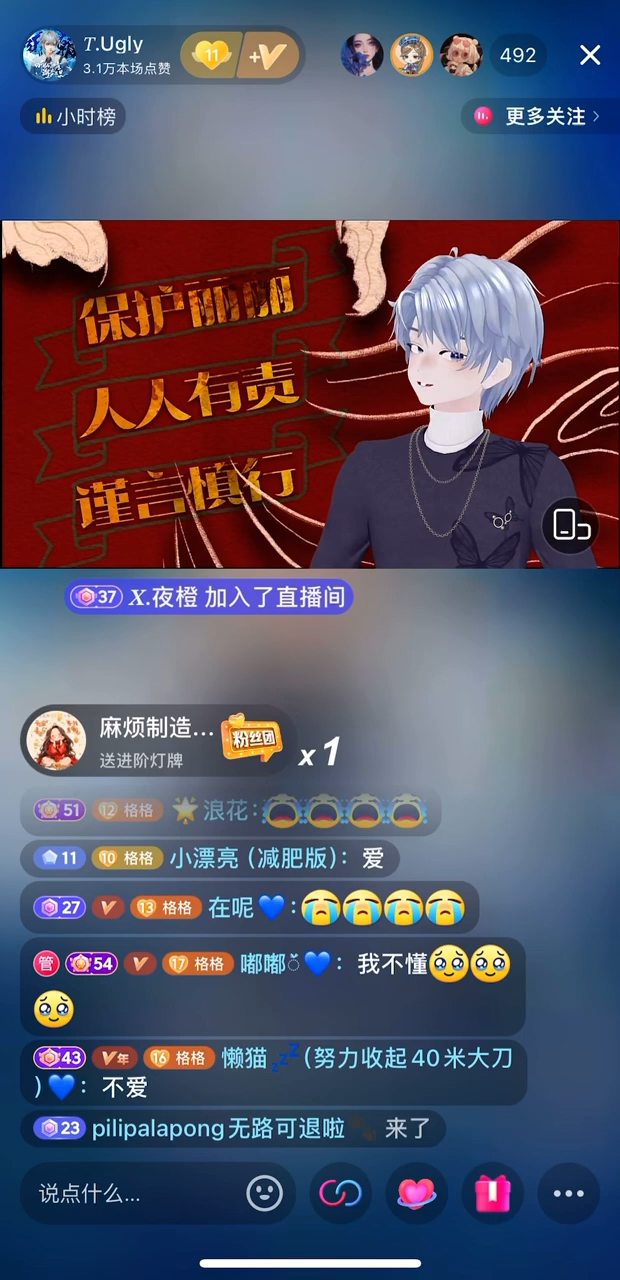 T.Ugly
3.1万本场点赞
11
+V
492
小时榜
更多关注
保护丽丽
人人有责
谨言慎行
37 X.夜橙 加入了直播间
麻烦制造...
送进阶灯牌
粉丝团
x1
51 12 格格 浪花：
11 10 格格 小漂亮（减肥版）：爱
27 V 13 格格 在呢：
管 54 V 17 格格 嘟嘟：我不懂
43 V年 16 格格 懒猫zzZ（努力收起40米大刀
）：不爱
23 pilipalapong无路可退啦 来了
说点什么...